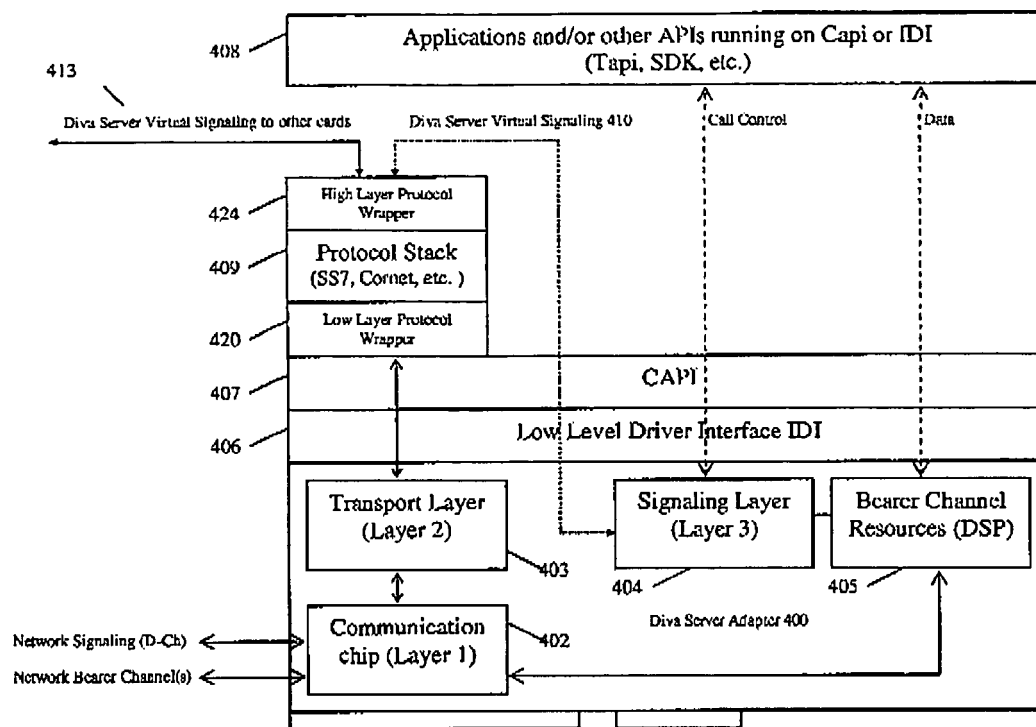 408
Applications and/or other APIs running on Capi or IDI
(Tapi, SDK, etc.)
413
Diva Server Virtual Signaling to other cards
Diva Server Virtual Signaling 410
Call Control
Data
424
High Layer Protocol
Wrapper
409
Protocol Stack
(SS7, Cornet, etc. )
420
Low Layer Protocol
Wrapper
407
CAPI
406
Low Level Driver Interface IDI
Transport Layer
(Layer 2)
403
Signaling Layer
(Layer 3)
404
Bearer Channel
Resources (DSP)
405
Diva Server Adapter 400
Network Signaling (D-Ch)
Network Bearer Channel(s)
Communication
chip (Layer 1)
402